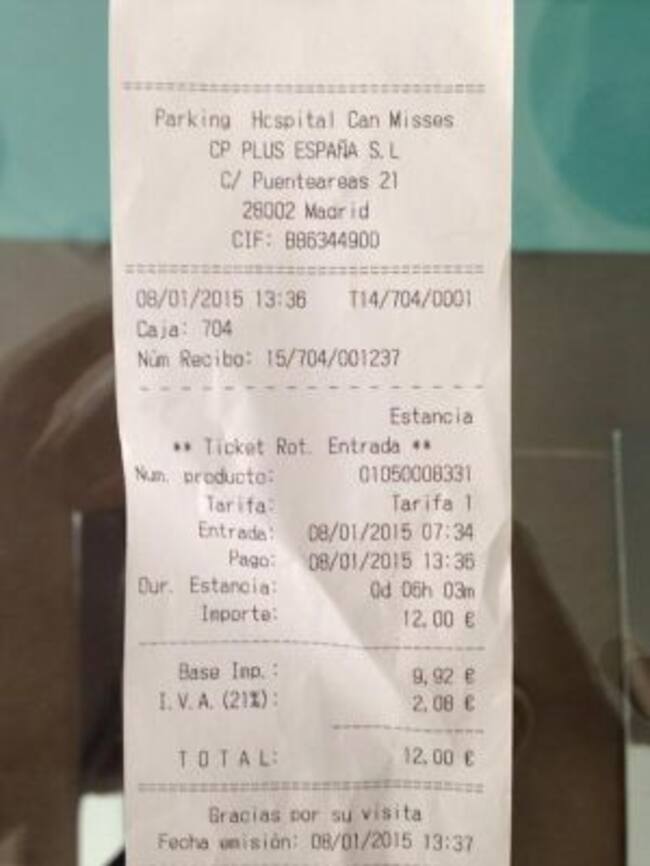 Parking Hospital Can Misses
CP PLUS ESPAÑA S.L
C/ Puenteareas 21
28002 Madrid
CIF: B86344900
08/01/2015 13:36 T14/704/0001
Caja: 704
Núm Recibo: 15/704/001237
Estancia
** Ticket Rot. Entrada **
Num. producto: 01050008331
Tarifa: Tarifa 1
Entrada: 08/01/2015 07:34
Pago: 08/01/2015 13:36
Dur. Estancia: 0d 06h 03m
Importe: 12,00 €
Base Imp.: 9,92 €
I.V.A.(21%): 2,08 €
TOTAL: 12,00 €
Gracias por su visita
Fecha emisión: 08/01/2015 13:37